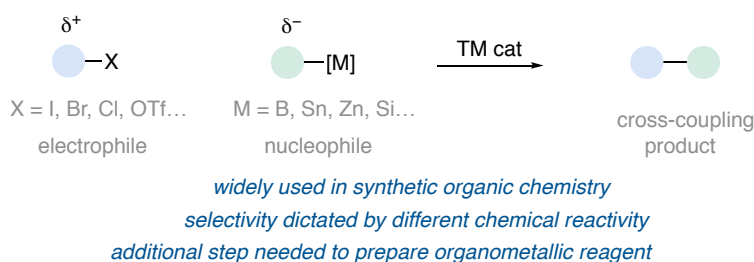 δ+ δ−
X [M] TM cat
X = I, Br, Cl, OTf… M = B, Sn, Zn, Si… cross-coupling
electrophile nucleophile product
widely used in synthetic organic chemistry
selectivity dictated by different chemical reactivity
additional step needed to prepare organometallic reagent